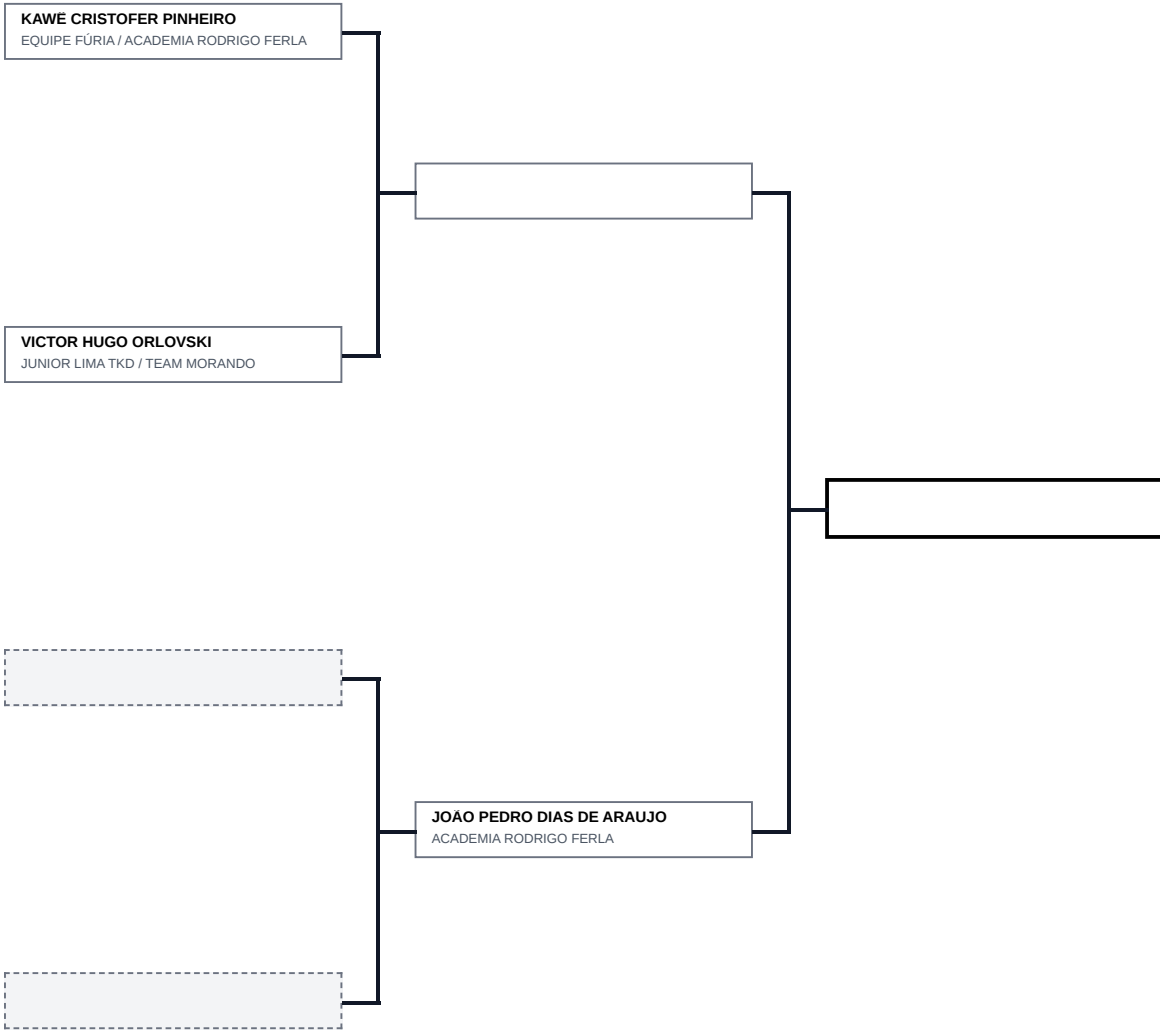 KAWÊ CRISTOFER PINHEIRO
EQUIPE FÚRIA / ACADEMIA RODRIGO FERLA
VICTOR HUGO ORLOVSKI
JUNIOR LIMA TKD / TEAM MORANDO
JOÃO PEDRO DIAS DE ARAUJO
ACADEMIA RODRIGO FERLA